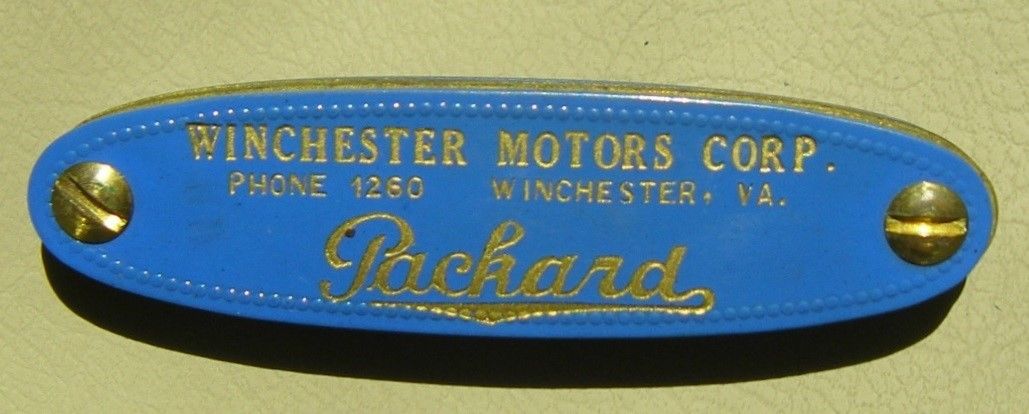 WINCHESTER MOTORS CORP.
PHONE 1260 WINCHESTER, VA.
Packard